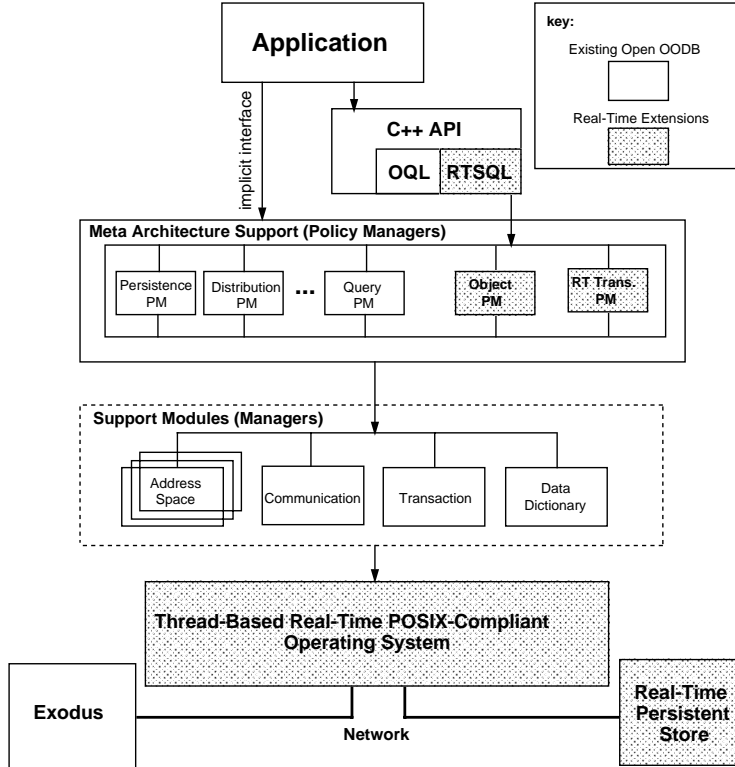 Application
key:
Existing Open OODB
Real-Time Extensions
implicit interface
C++ API
OQL
RTSQL
Meta Architecture Support (Policy Managers)
Persistence
PM
Distribution
PM
...
Query
PM
Object
PM
RT Trans.
PM
Support Modules (Managers)
Address
Space
Communication
Transaction
Data
Dictionary
Thread-Based Real-Time POSIX-Compliant
Operating System
Exodus
Network
Real-Time
Persistent
Store